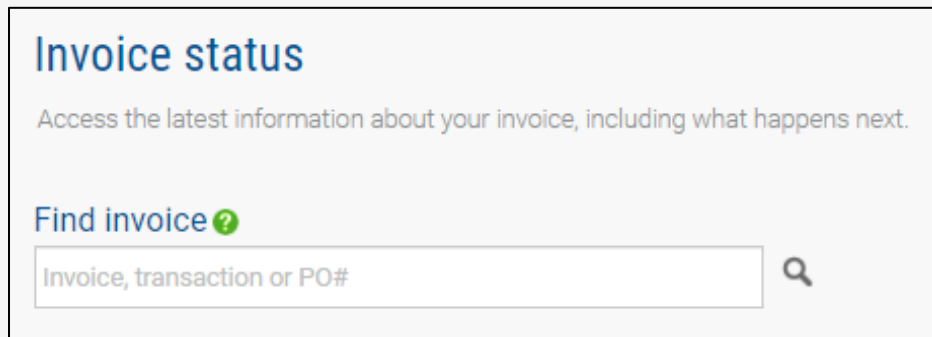 Invoice status
Access the latest information about your invoice, including what happens next.
Find invoice ?
Invoice, transaction or PO#